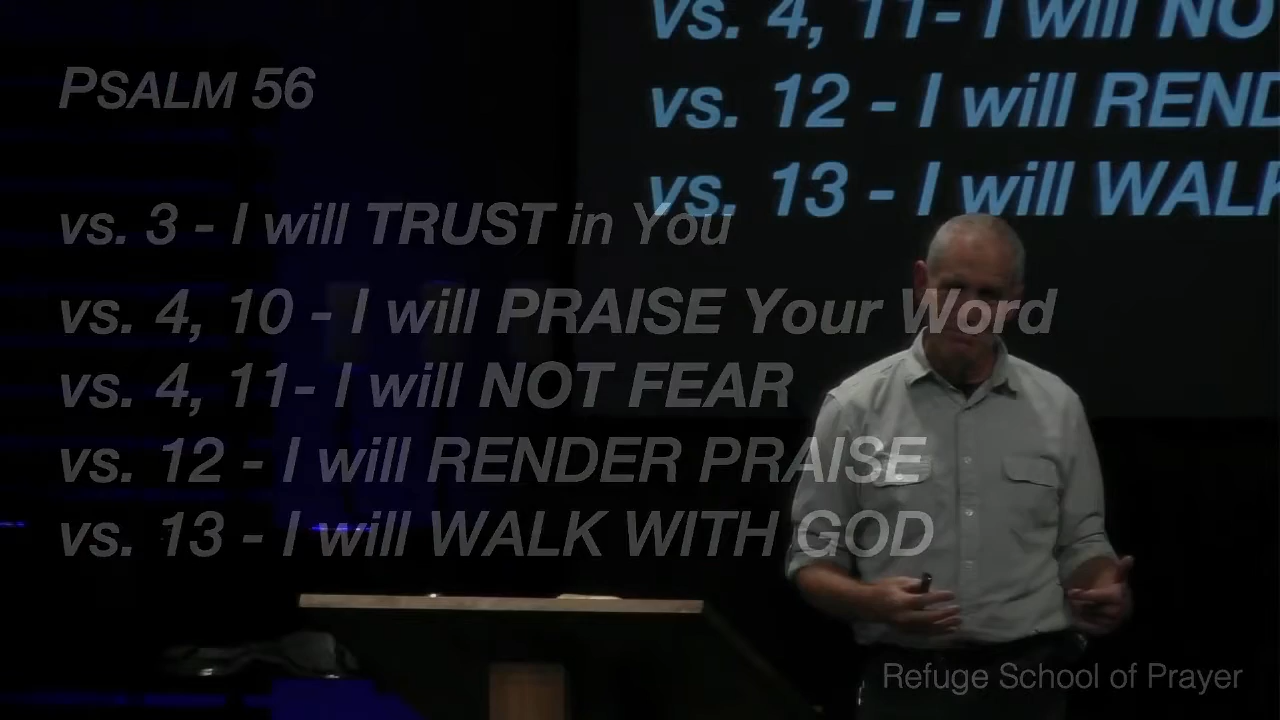 PSALM 56
vs. 3 - I will TRUST in You
vs. 4, 10 - I will PRAISE Your Word
vs. 4, 11- I will NOT FEAR
vs. 12 - I will RENDER PRAISE
vs. 13 - I will WALK WITH GOD
vs. 4, 11- I will NO
vs. 12 - I will REND
vs. 13 - I will WALK
Refuge School of Prayer